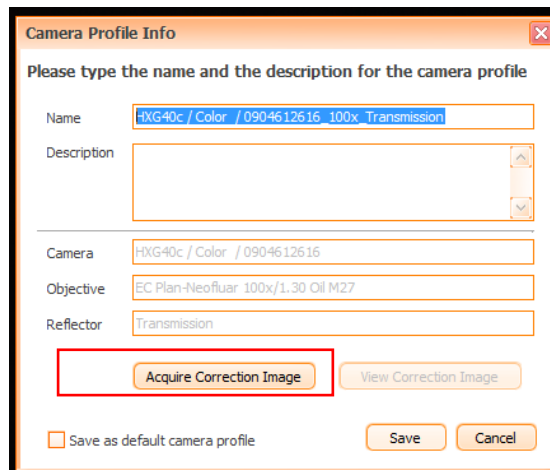 Camera Profile Info
Please type the name and the description for the camera profile
Name HXG40c / Color / 0904612616_100x_Transmission
Description
Camera HXG40c / Color / 0904612616
Objective EC Plan-Neofluar 100x/1.30 Oil M27
Reflector Transmission
Acquire Correction Image View Correction Image
Save as default camera profile Save Cancel